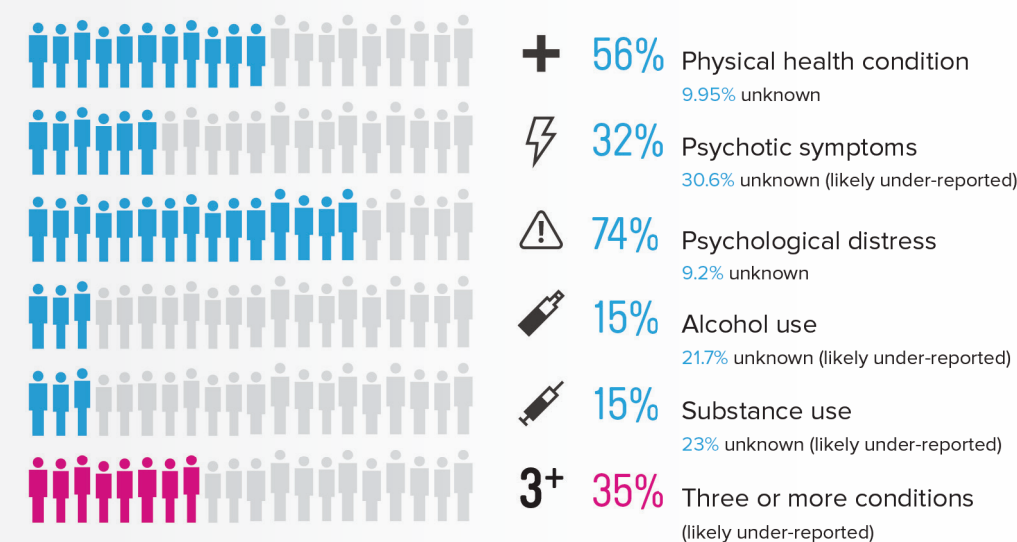 56% Physical health condition
9.95% unknown
32% Psychotic symptoms
30.6% unknown (likely under-reported)
74% Psychological distress
9.2% unknown
15% Alcohol use
21.7% unknown (likely under-reported)
15% Substance use
23% unknown (likely under-reported)
3+ 35% Three or more conditions
(likely under-reported)